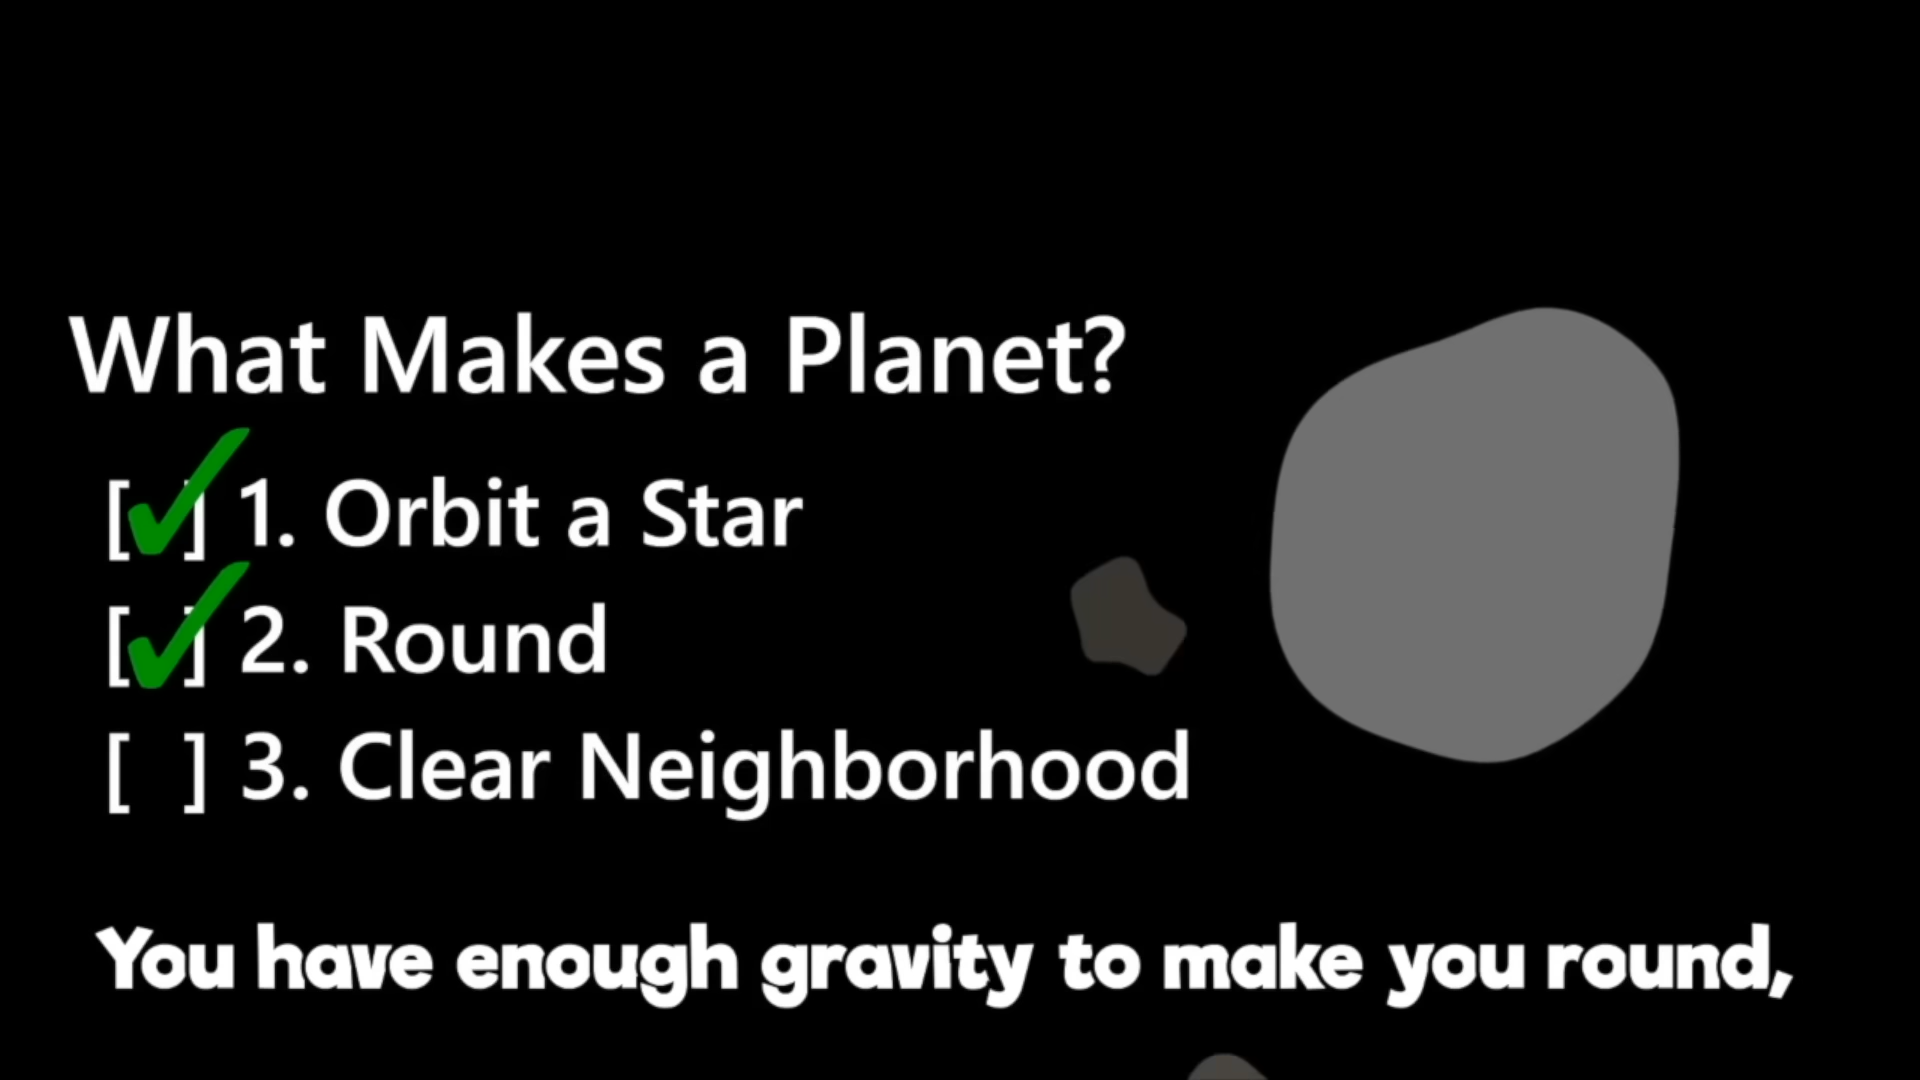 What Makes a Planet?
[✓] 1. Orbit a Star
[✓] 2. Round
[ ] 3. Clear Neighborhood
You have enough gravity to make you round,